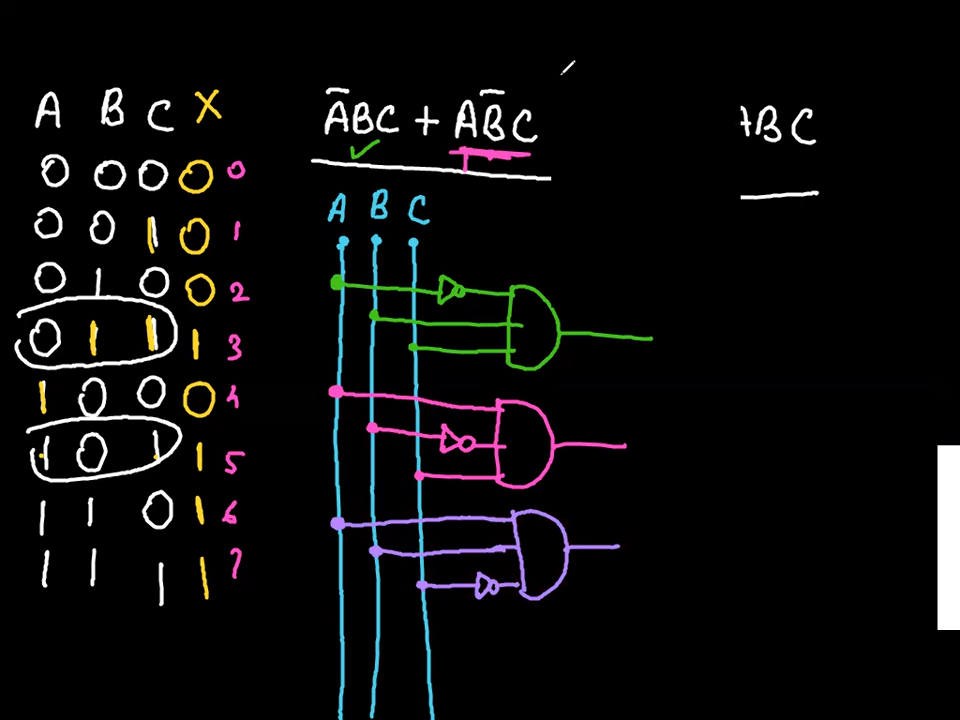 A B C X
0 0 0 0 0
0 0 1 0 1
0 1 0 0 2
0 1 1 1 3
1 0 0 0 4
1 0 1 1 5
1 1 0 1 6
1 1 1 1 7
A̅BC + AB̅C
BC
A B C